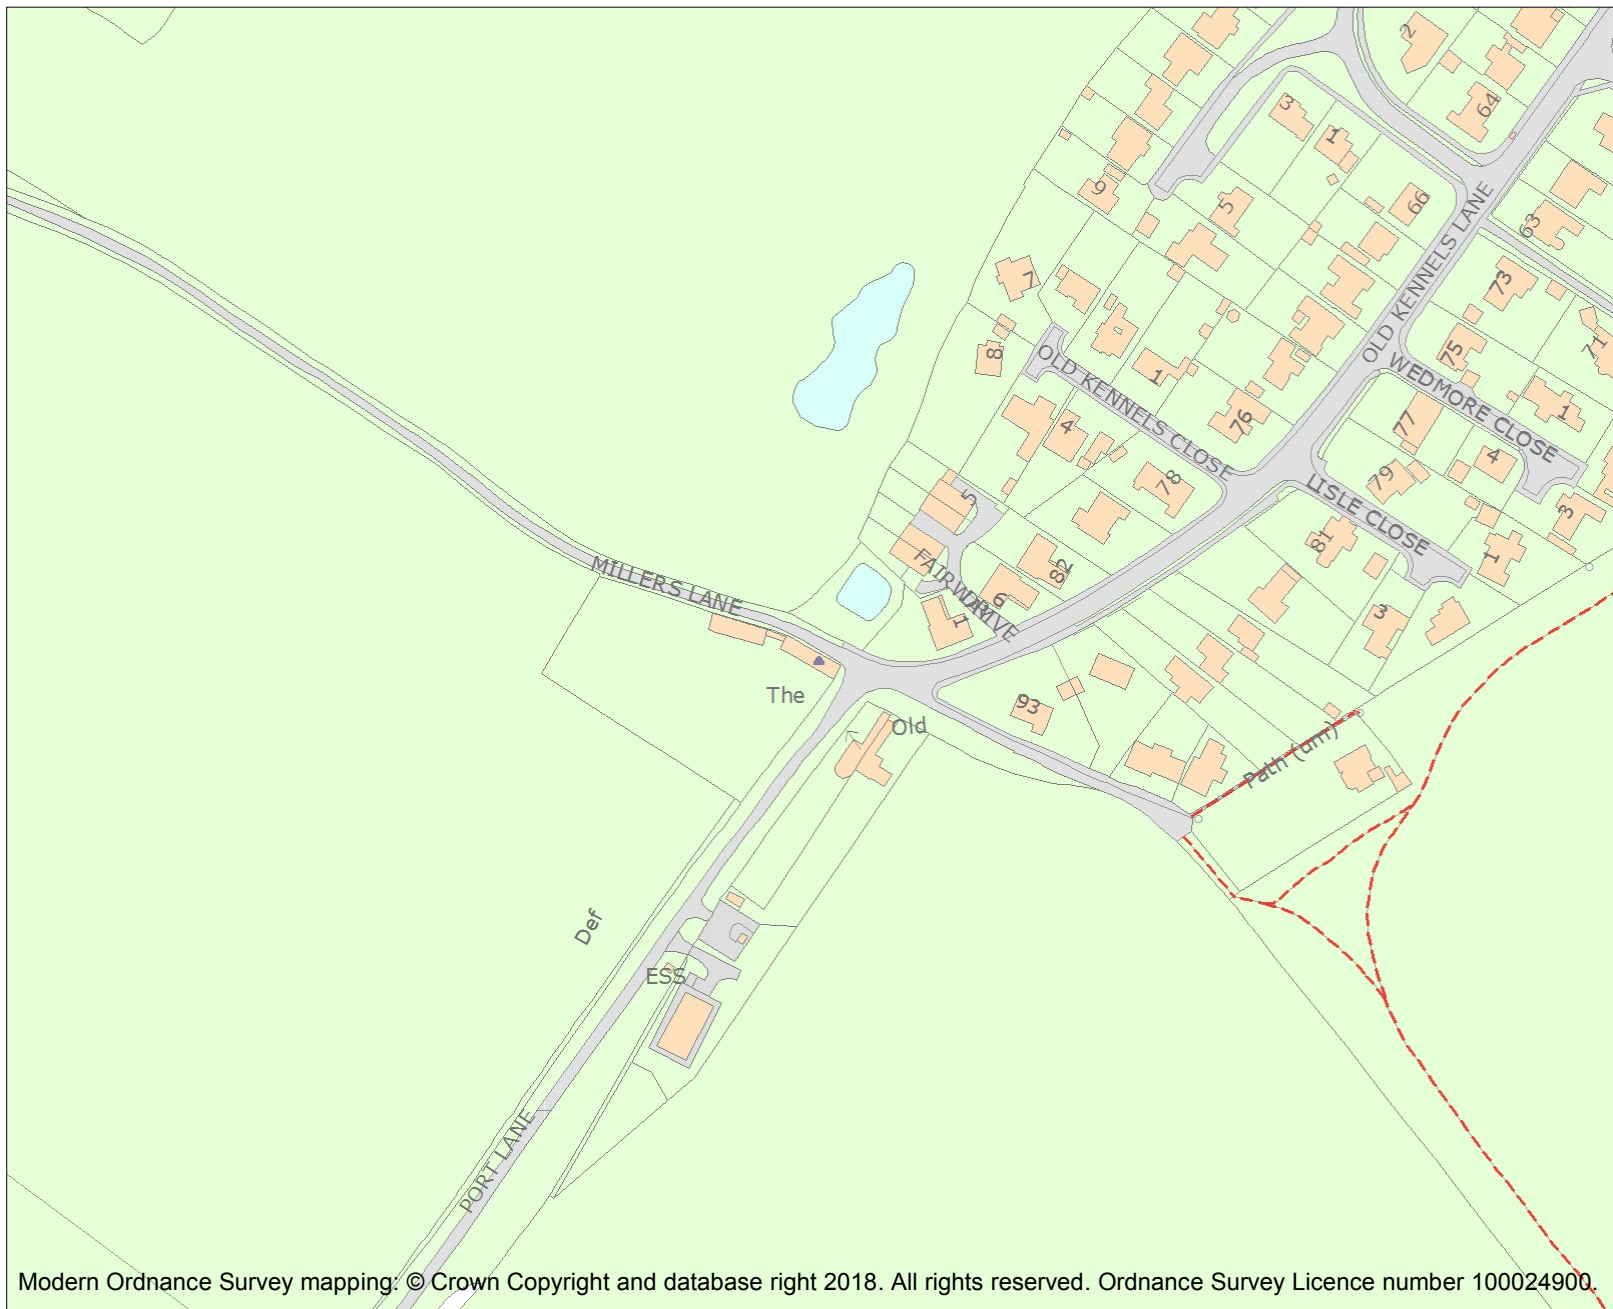 2
64
3
1
9
5
66
63
OLD KENNELS LANE
73
7
8
OLD KENNELS CLOSE
1
75
71
WEDMORE CLOSE
1
76
77
4
4
79
78
5
LISLE CLOSE
3
81
1
FAIRWAY
DRIVE
82
6
1
3
MILLERS LANE
The
Old
93
Path (um)
Def
ESS
PORT LANE
Modern Ordnance Survey mapping: © Crown Copyright and database right 2018. All rights reserved. Ordnance Survey Licence number 100024900.